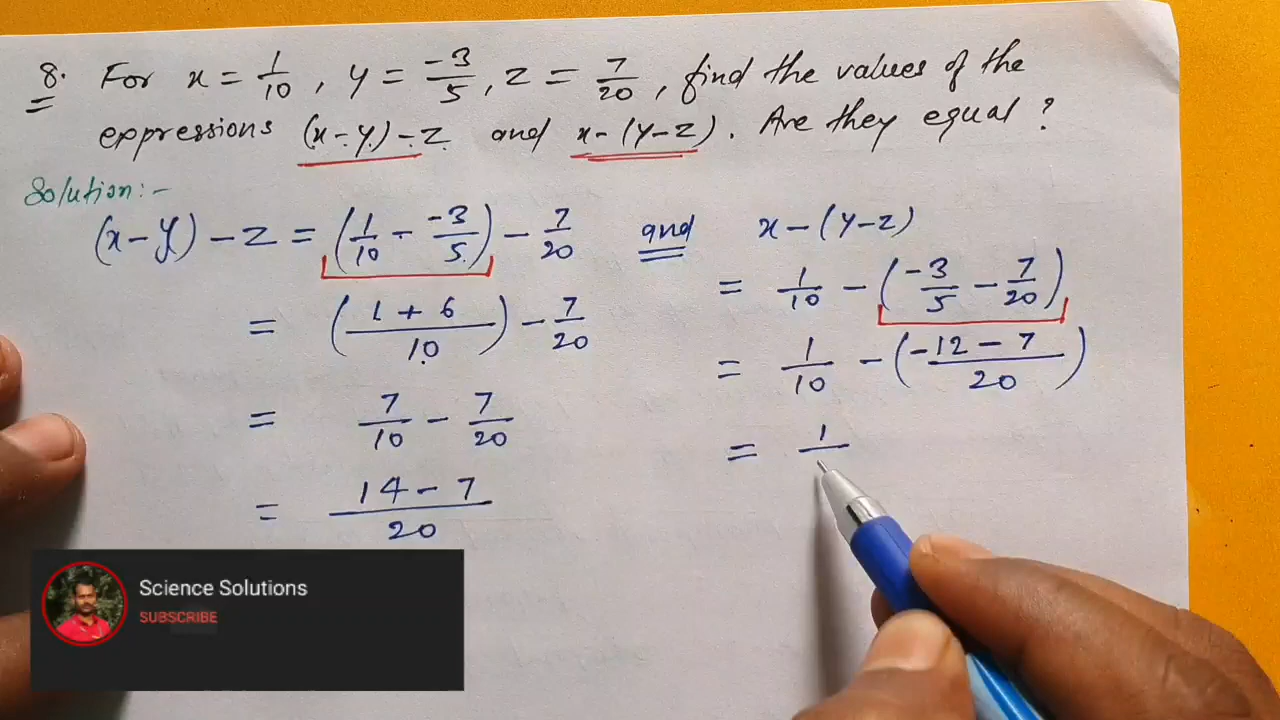 8. For x = 1/10, y = -3/5, z = 7/20, find the values of the
expressions (x-y)-z and x-(y-z). Are they equal?
Solution:-
(x-y)-z = (1/10 - -3/5) - 7/20 and
= ((1+6)/10) - 7/20
= 7/10 - 7/20
= (14-7)/20
x-(y-z)
= 1/10 - (-3/5 - 7/20)
= 1/10 - ((-12-7)/20)
= 1/
Science Solutions
SUBSCRIBE